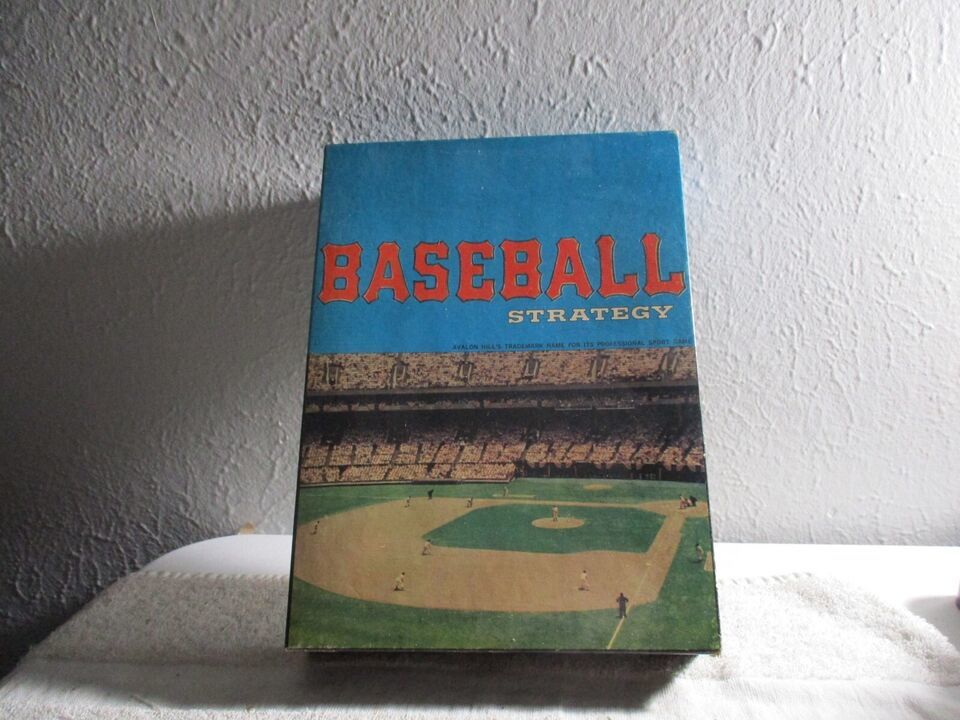 BASEBALL
STRATEGY
AVALON HILL'S TRADEMARK NAME FOR ITS PROFESSIONAL SPORT GAME